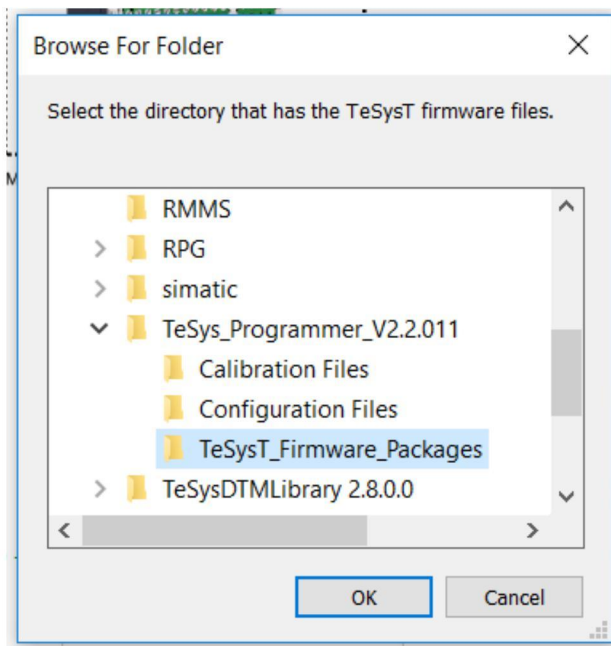 Browse For Folder
Select the directory that has the TeSysT firmware files.
RMMS
RPG
simatic
TeSys_Programmer_V2.2.011
Calibration Files
Configuration Files
TeSysT_Firmware_Packages
TeSysDTMLibrary 2.8.0.0
OK Cancel